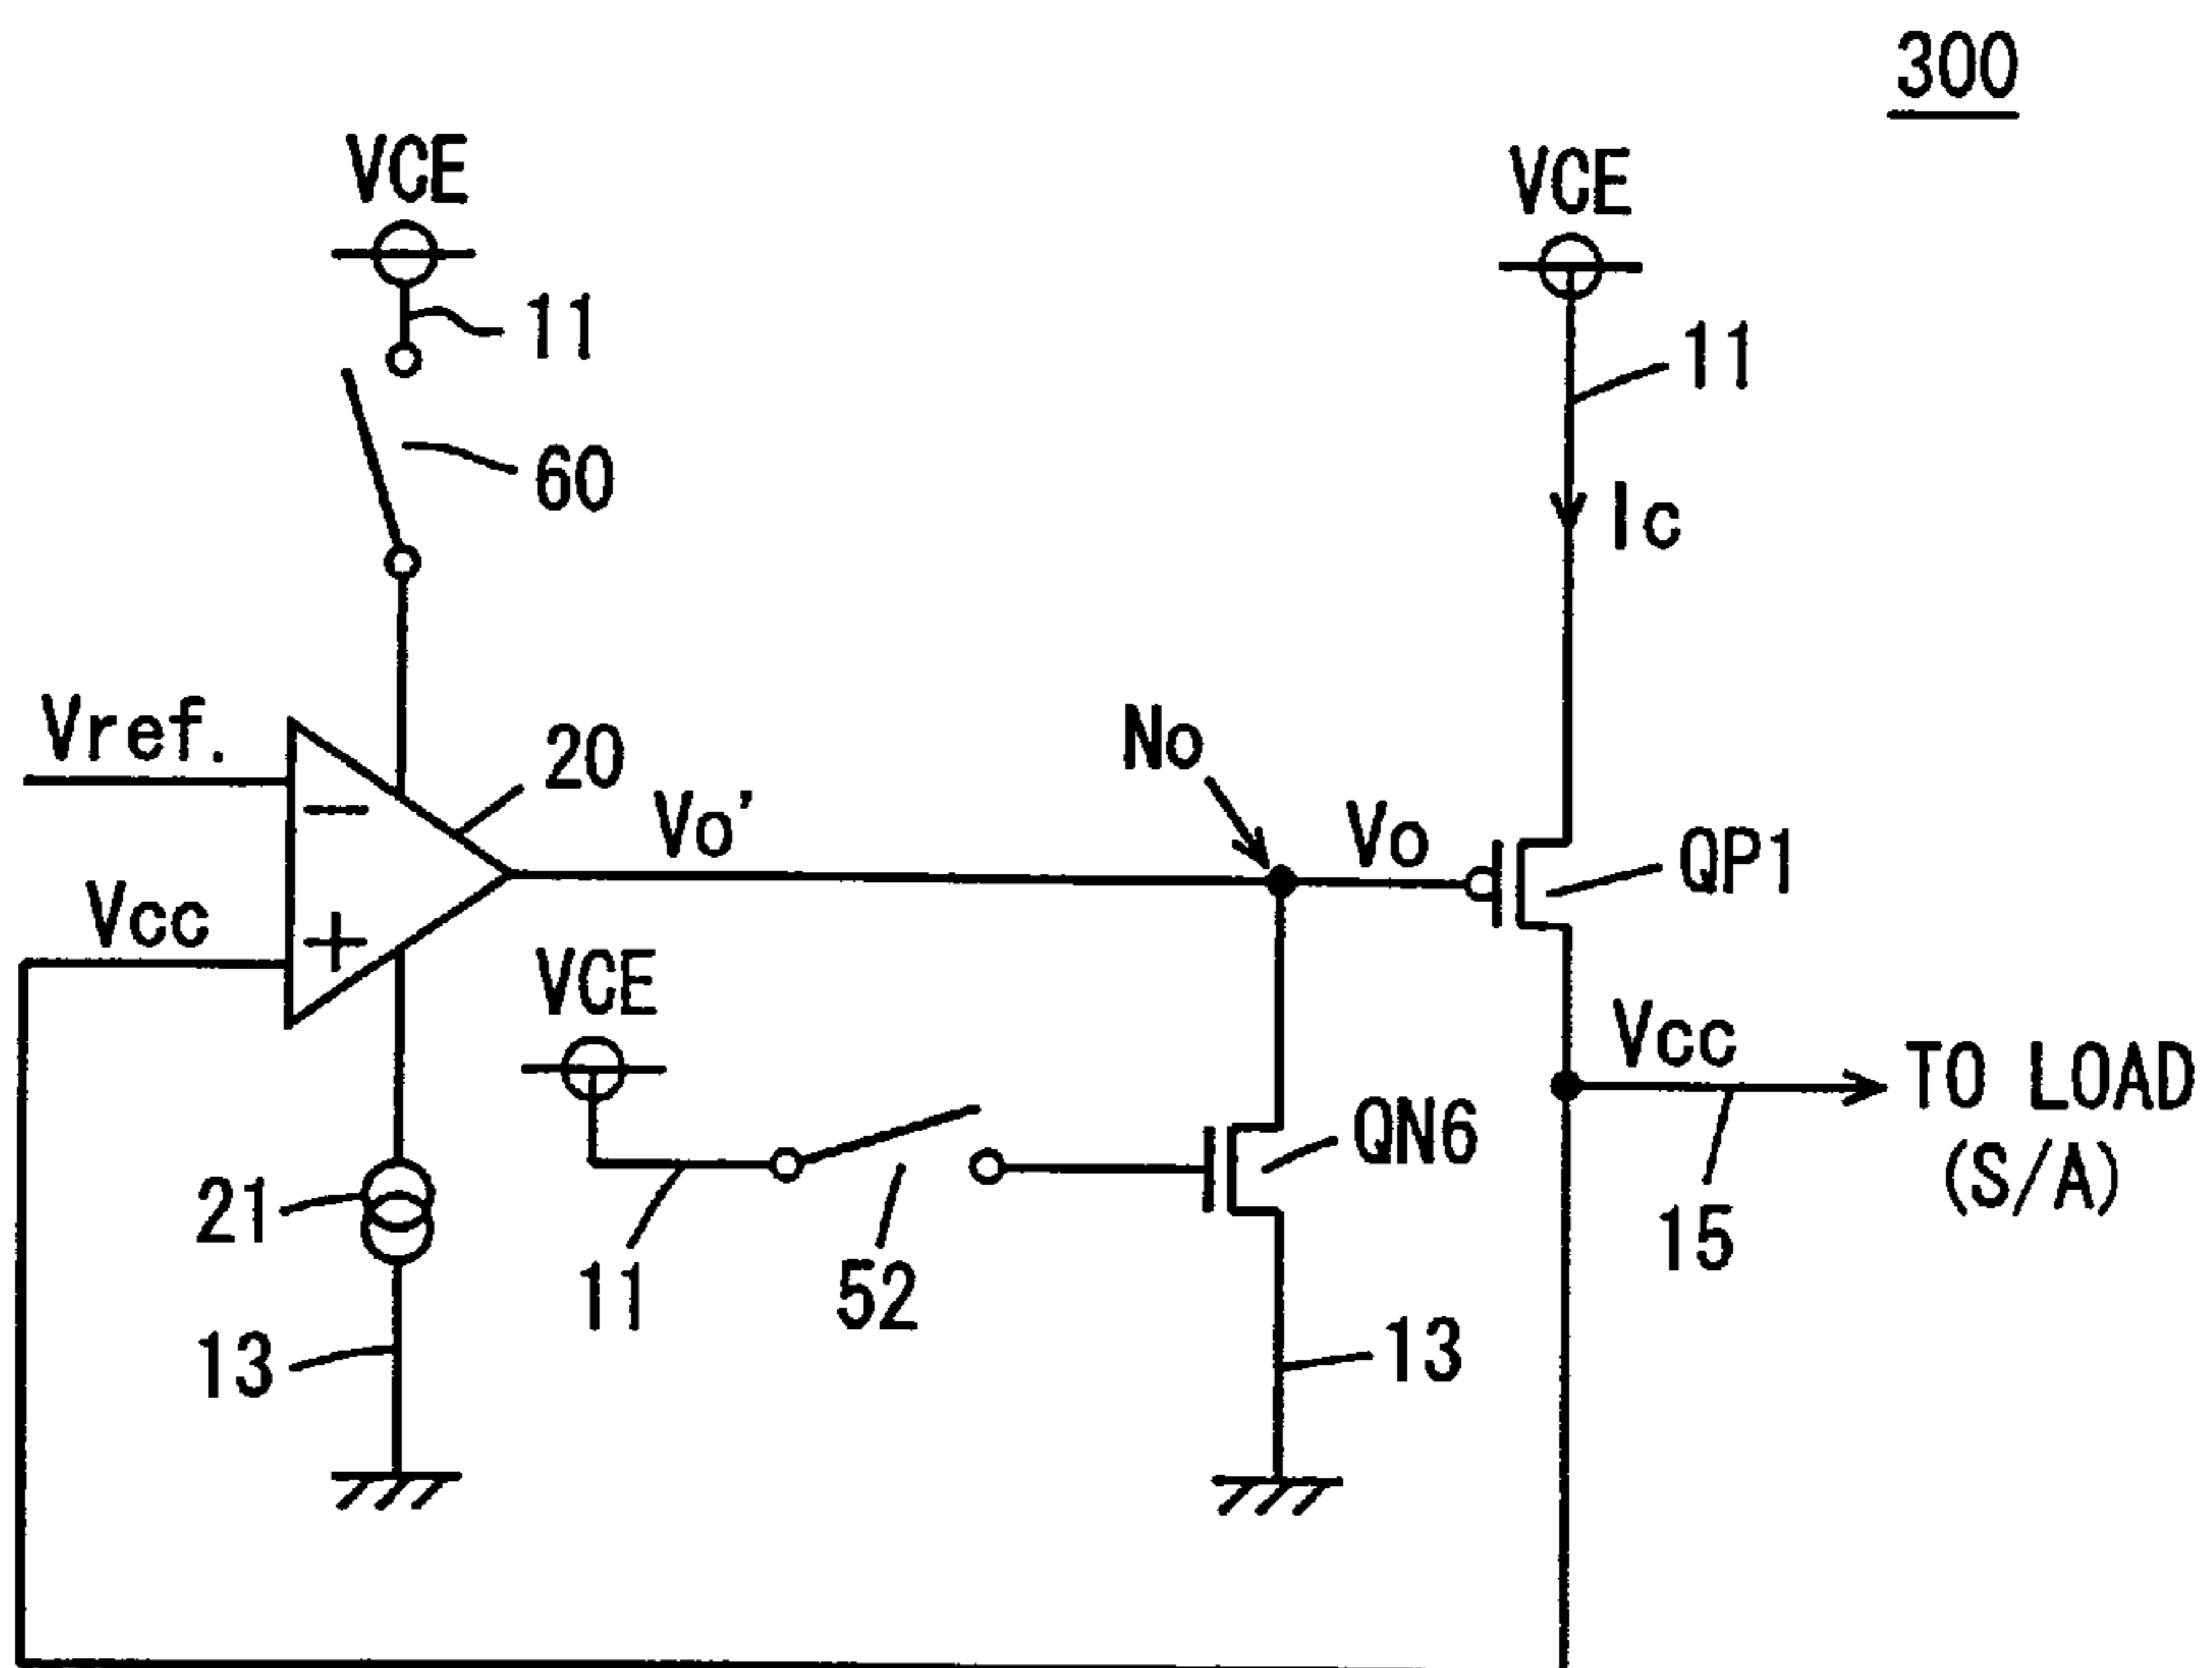 300
VCE
VCE
11
11
60
Ic
Vref.
20
No
Vo'
Vo
QP1
Vcc
−
+
VCE
Vcc
TO LOAD
(S/A)
QN6
21
11
52
15
13
13